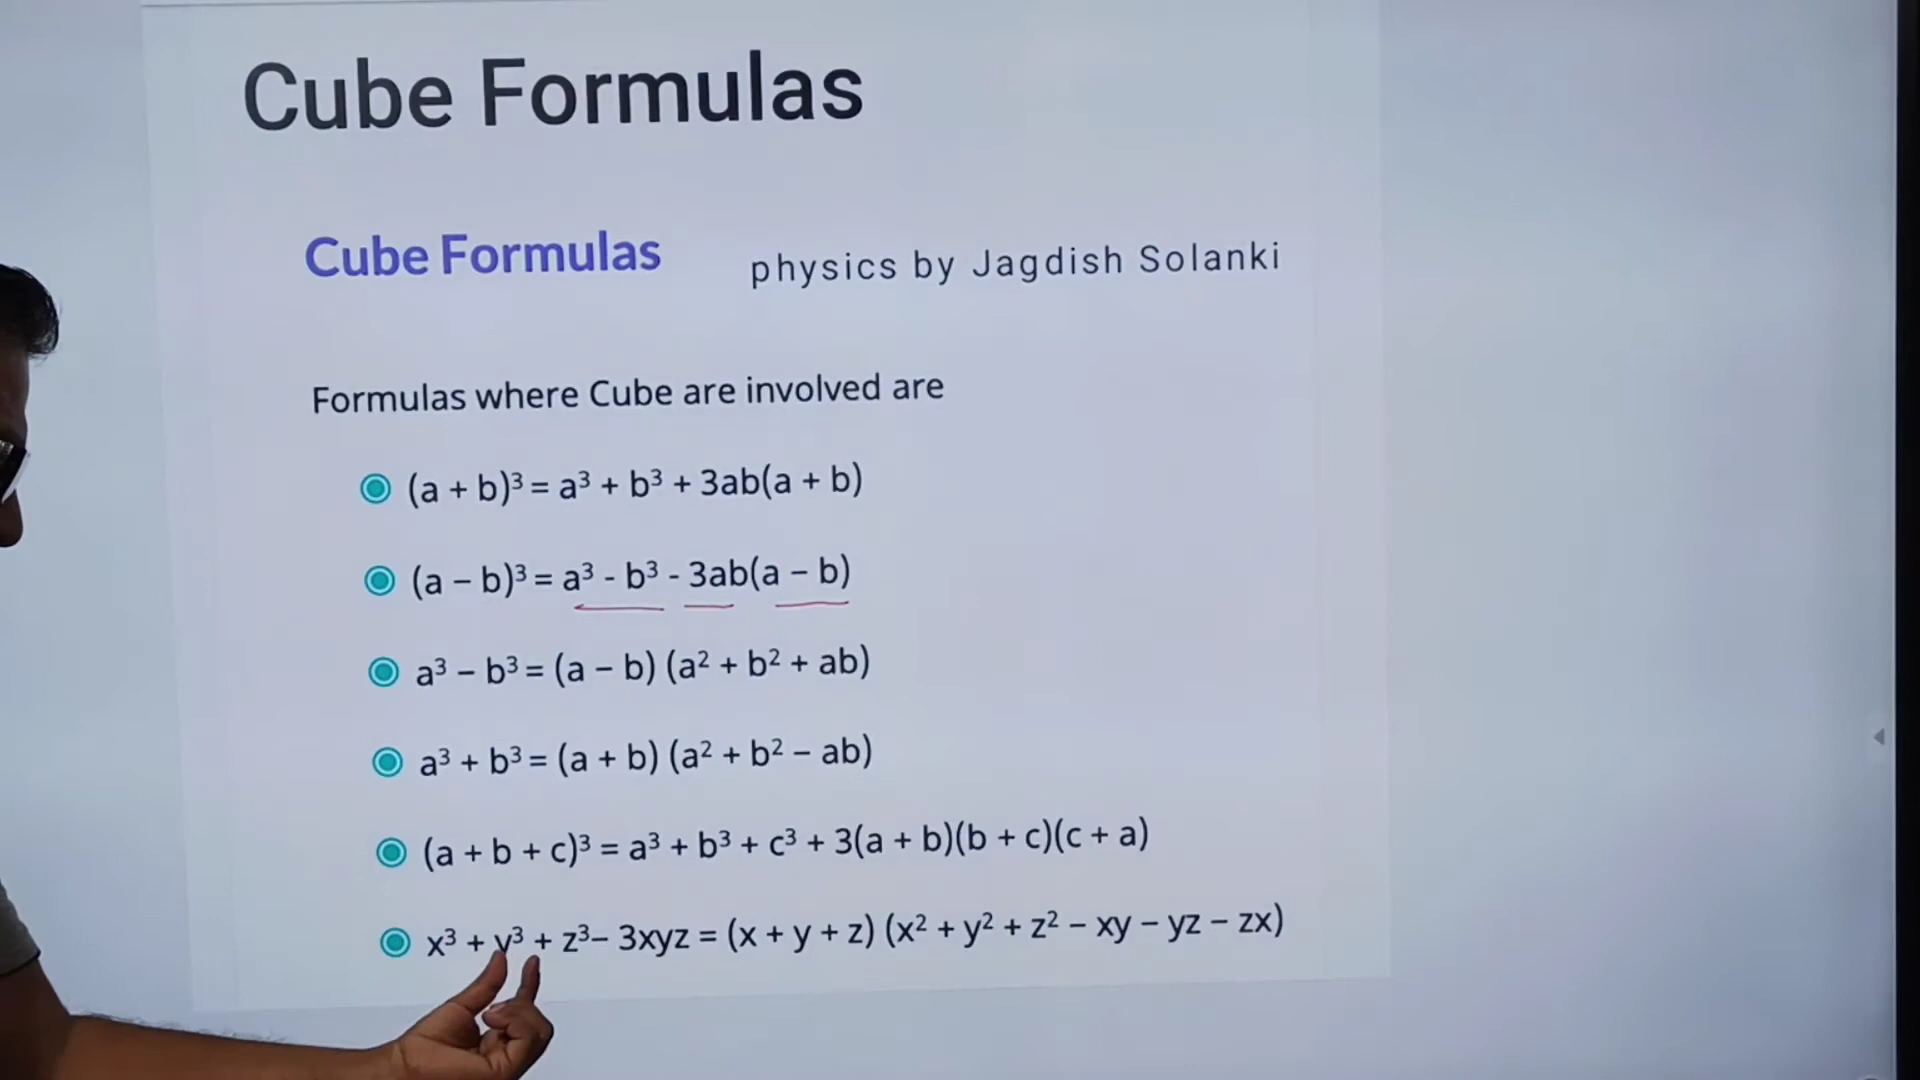 Cube Formulas
Cube Formulas physics by Jagdish Solanki
Formulas where Cube are involved are
(a + b)³ = a³ + b³ + 3ab(a + b)
(a – b)³ = a³ - b³ - 3ab(a – b)
a³ – b³ = (a – b) (a² + b² + ab)
a³ + b³ = (a + b) (a² + b² – ab)
(a + b + c)³ = a³ + b³ + c³ + 3(a + b)(b + c)(c + a)
x³ + y³ + z³– 3xyz = (x + y + z) (x² + y² + z² – xy – yz – zx)